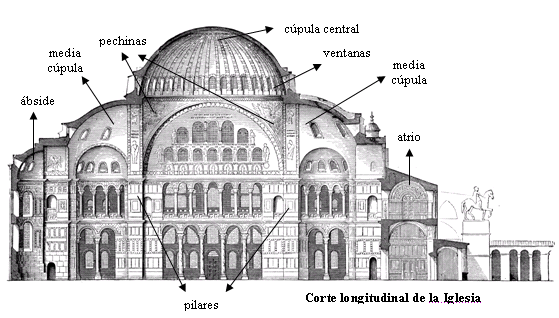 cúpula central
pechinas
media
cúpula
ventanas
media
cúpula
ábside
atrio
pilares
Corte longitudinal de la Iglesia